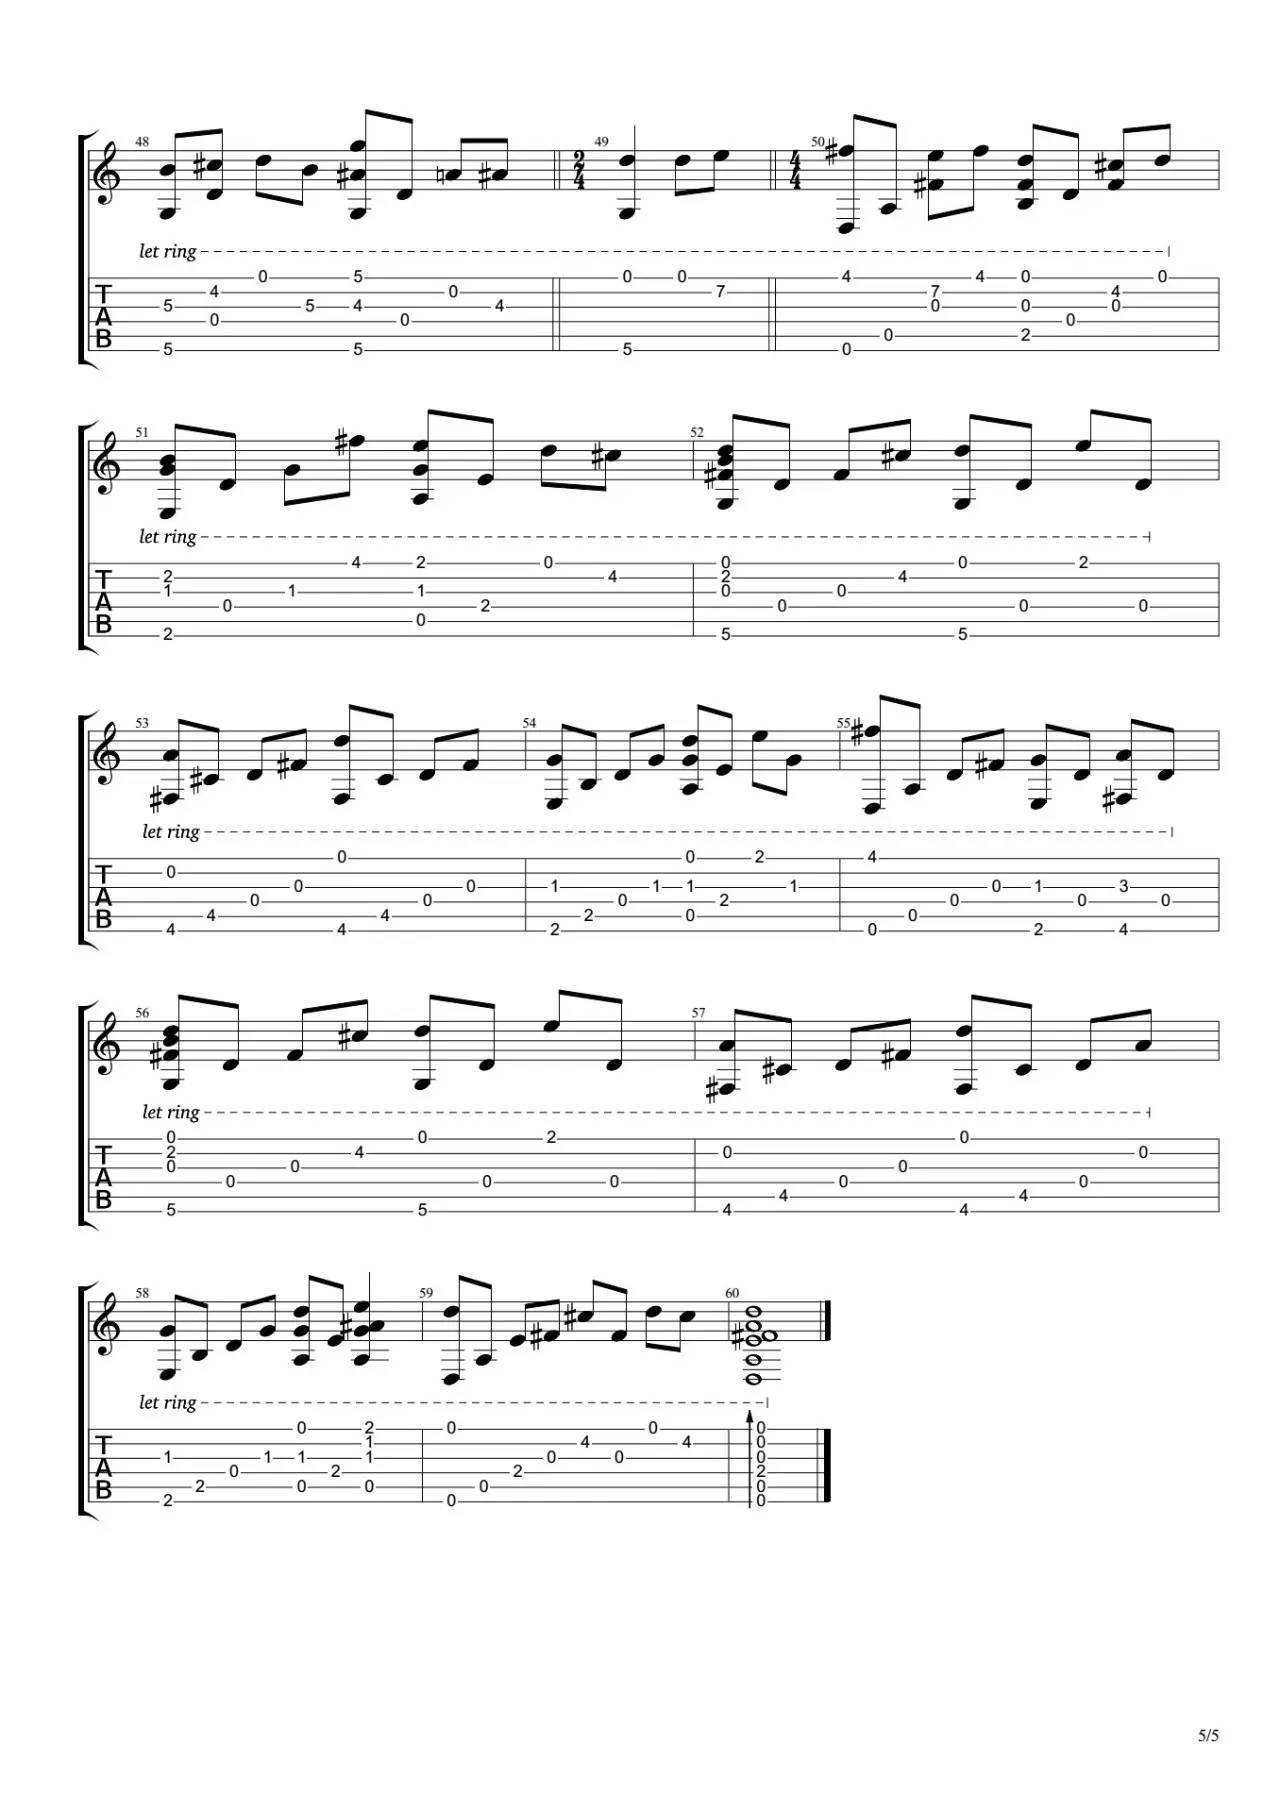 48 2 4 49 4 4 50
let ring
T A B
0 5 0 0 4 4 0 0
4 0 7 7 4
5 5 4 4 0 0 0
0 0 0
0 2
5 5 5 0
51 52
let ring
T A B
4 2 0 0 0 2
2 4 2 4
1 1 1 0 0
0 2 0 0 0
0
2 5 5
53 54 55
let ring
T A B
0 0 2 4
0
0 0 1 1 1 1 0 1 3
0 0 0 2 0 0 0
4 4 2 0 0
4 4 2 0 2 4
56 57
let ring
T A B
0 0 2 0
2 4 0 0
0 0 0
0 0 0 0 0
4 4
5 5 4 4
58 59 60
let ring
T A B
0 2 0 0 0
1 4 4 0
1 1 1 1 0 0 0
0 2 2 2
2 0 0 0 0
2 0 0
5/5